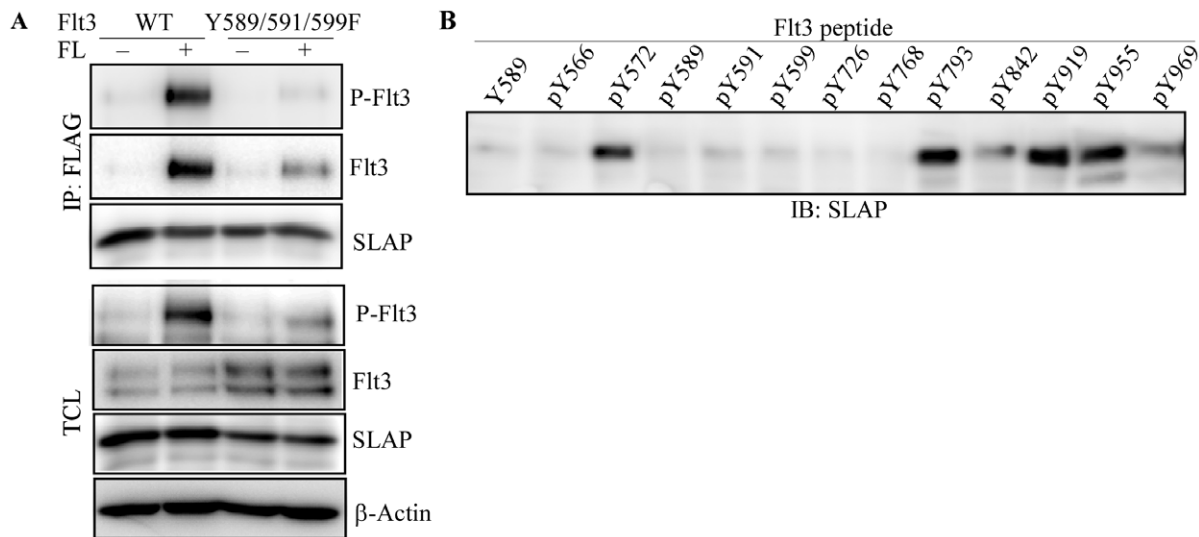 A
Flt3 WT Y589/591/599F
FL – + – +
IP: FLAG
P-Flt3
Flt3
SLAP
TCL
P-Flt3
Flt3
SLAP
β-Actin
B
Flt3 peptide
Y589 pY566 pY572 pY589 pY591 pY599 pY726 pY768 pY793 pY842 pY919 pY955 pY969
IB: SLAP